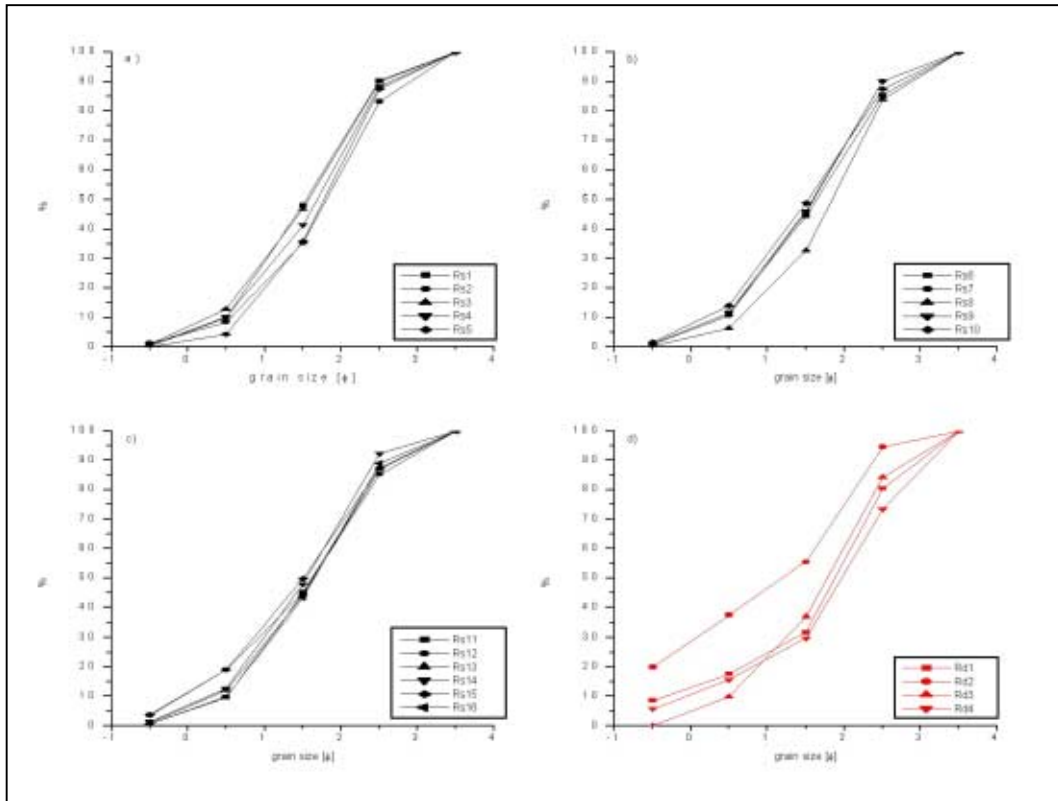 a)
%
100
90
80
70
60
50
40
30
20
10
0
-1 0 1 2 3 4
grain size [ϕ]
Rs1
Rs2
Rs3
Rs4
Rs5
b)
%
100
90
80
70
60
50
40
30
20
10
0
-1 0 1 2 3 4
grain size [ϕ]
Rs6
Rs7
Rs8
Rs9
Rs10
c)
%
100
90
80
70
60
50
40
30
20
10
0
-1 0 1 2 3 4
grain size [ϕ]
Rs11
Rs12
Rs13
Rs14
Rs15
Rs16
d)
%
100
90
80
70
60
50
40
30
20
10
0
-1 0 1 2 3 4
grain size [ϕ]
Rd1
Rd2
Rd3
Rd4